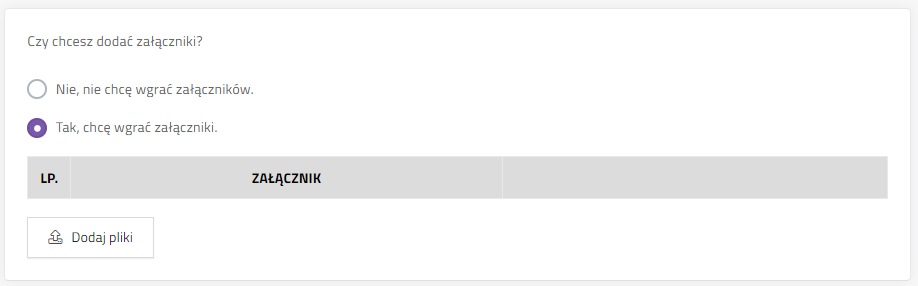 Czy chcesz dodać załączniki?
Nie, nie chcę wgrać załączników.
Tak, chcę wgrać załączniki.
LP. ZAŁĄCZNIK
Dodaj pliki